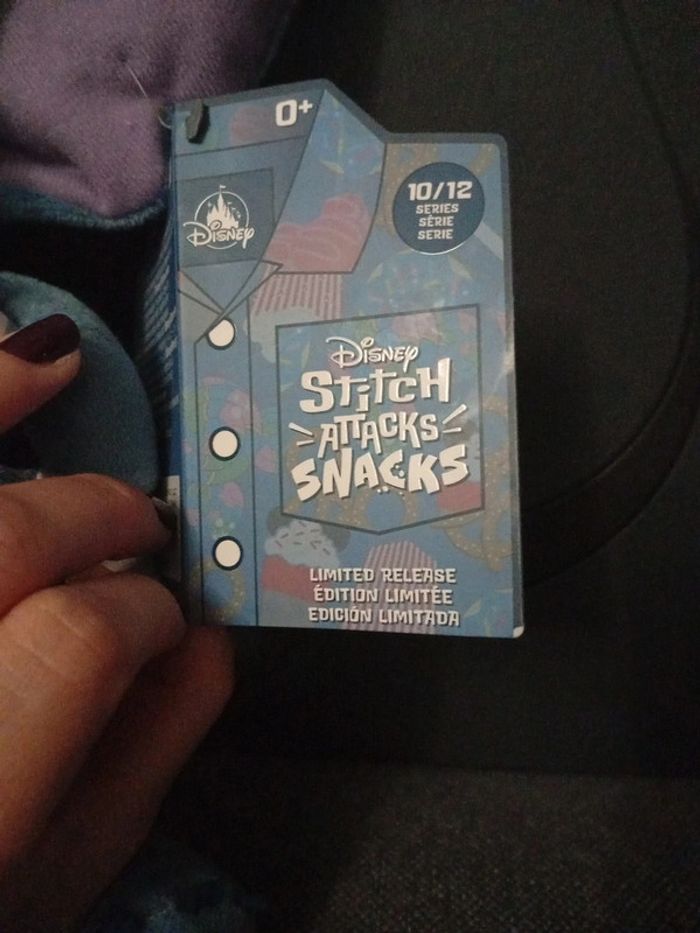 0+
Disney
10/12
SERIES
SÉRIE
SERIE
Disney
STITCH
ATTACKS
SNACKS
LIMITED RELEASE
ÉDITION LIMITÉE
EDICIÓN LIMITADA